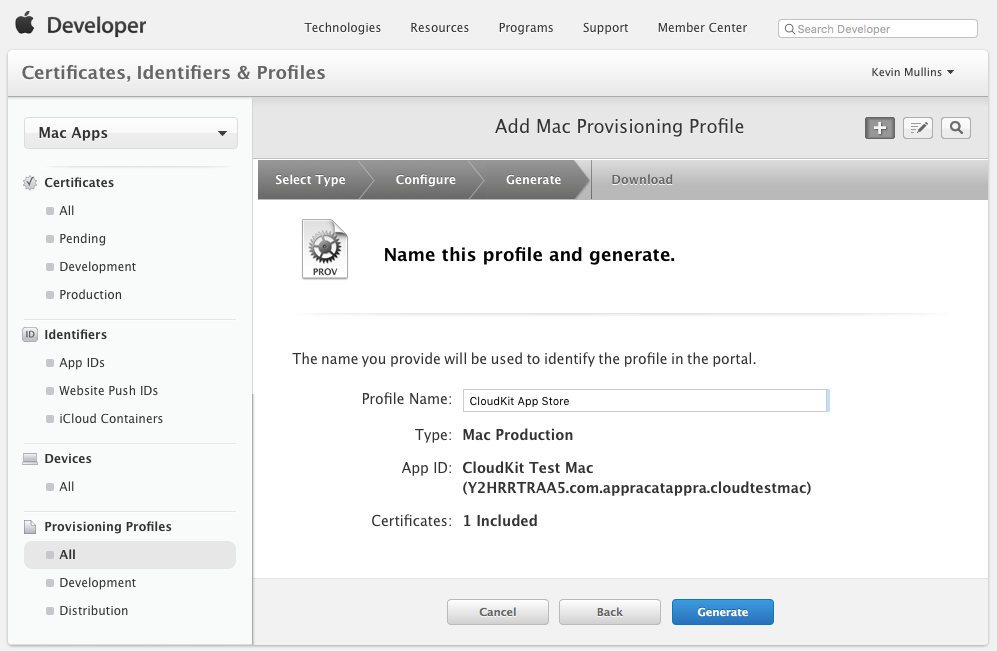 Developer
Technologies Resources Programs Support Member Center Search Developer
Certificates, Identifiers & Profiles
Kevin Mullins
Mac Apps
Certificates
All
Pending
Development
Production
ID Identifiers
App IDs
Website Push IDs
iCloud Containers
Devices
All
Provisioning Profiles
All
Development
Distribution
Add Mac Provisioning Profile
Select Type Configure Generate Download
PROV
Name this profile and generate.
The name you provide will be used to identify the profile in the portal.
Profile Name: CloudKit App Store
Type: Mac Production
App ID: CloudKit Test Mac
(Y2HRRTRAA5.com.appracatappra.cloudtestmac)
Certificates: 1 Included
Cancel Back Generate